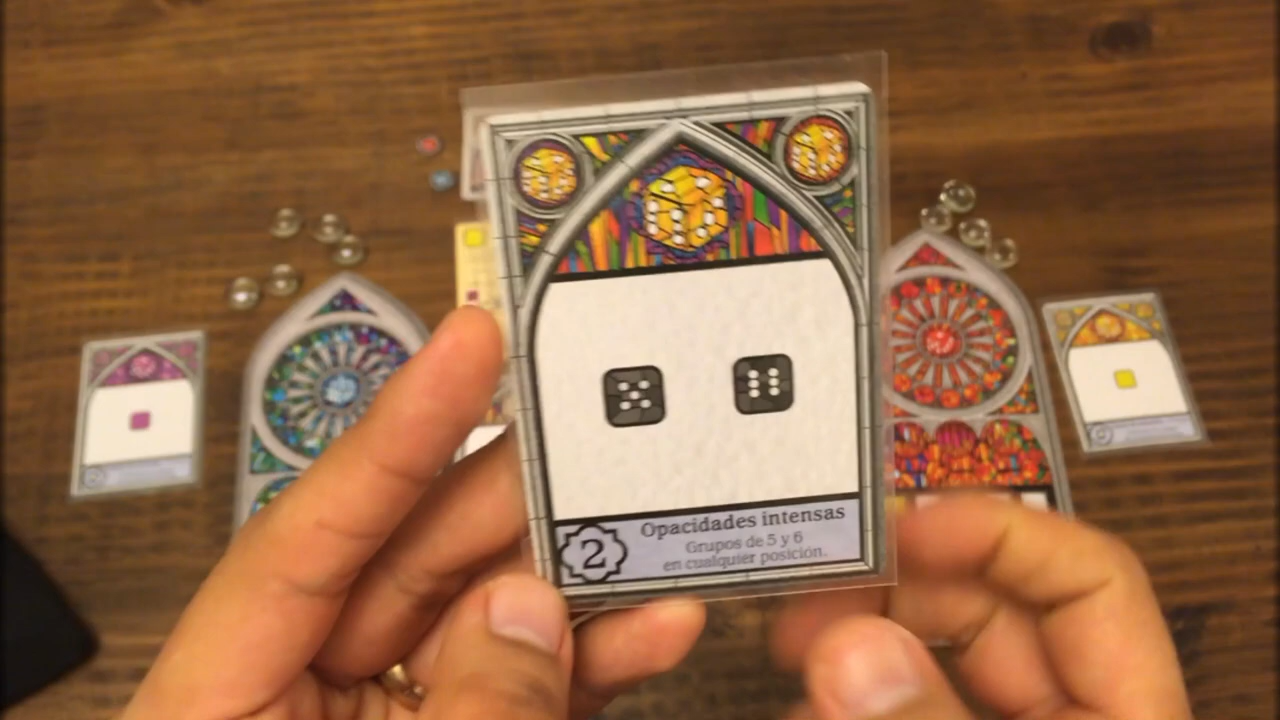 Opacidades intensas
2
Grupos de 5 y 6
en cualquier posición.